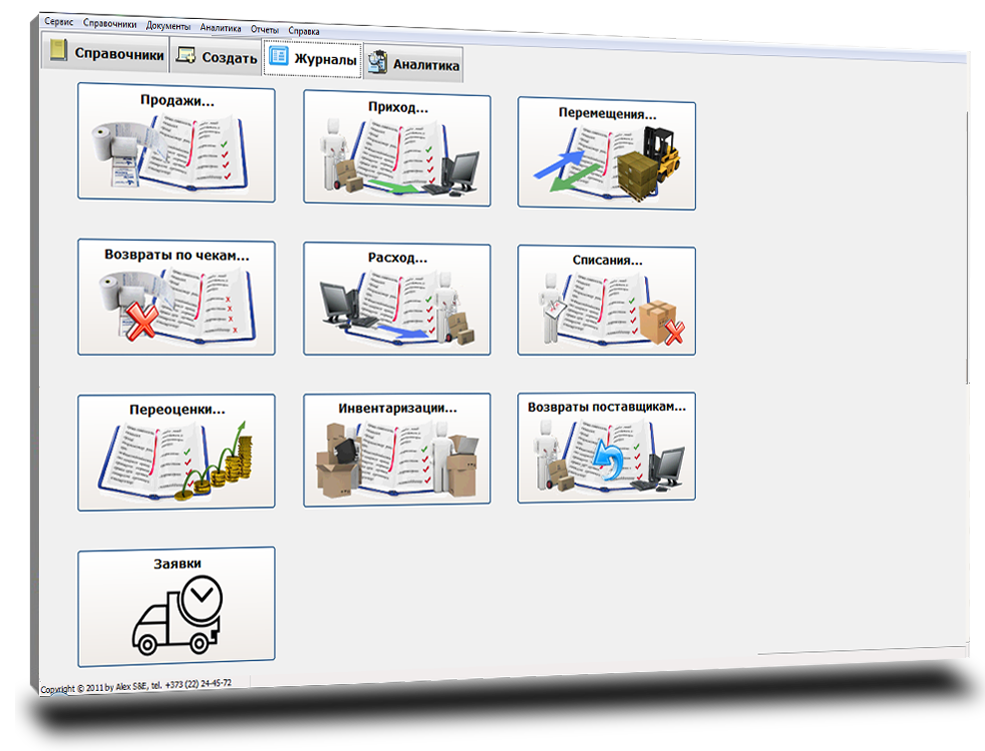 Сервис Справочники Документы Аналитика Отчеты Справка
Справочники Создать Журналы Аналитика
Продажи... Приход... Перемещения...
Возвраты по чекам... Расход... Списания...
Переоценки... Инвентаризации... Возвраты поставщикам...
Заявки
Copyright © 2011 by Alex S&E, tel. +373 (22) 24-45-72